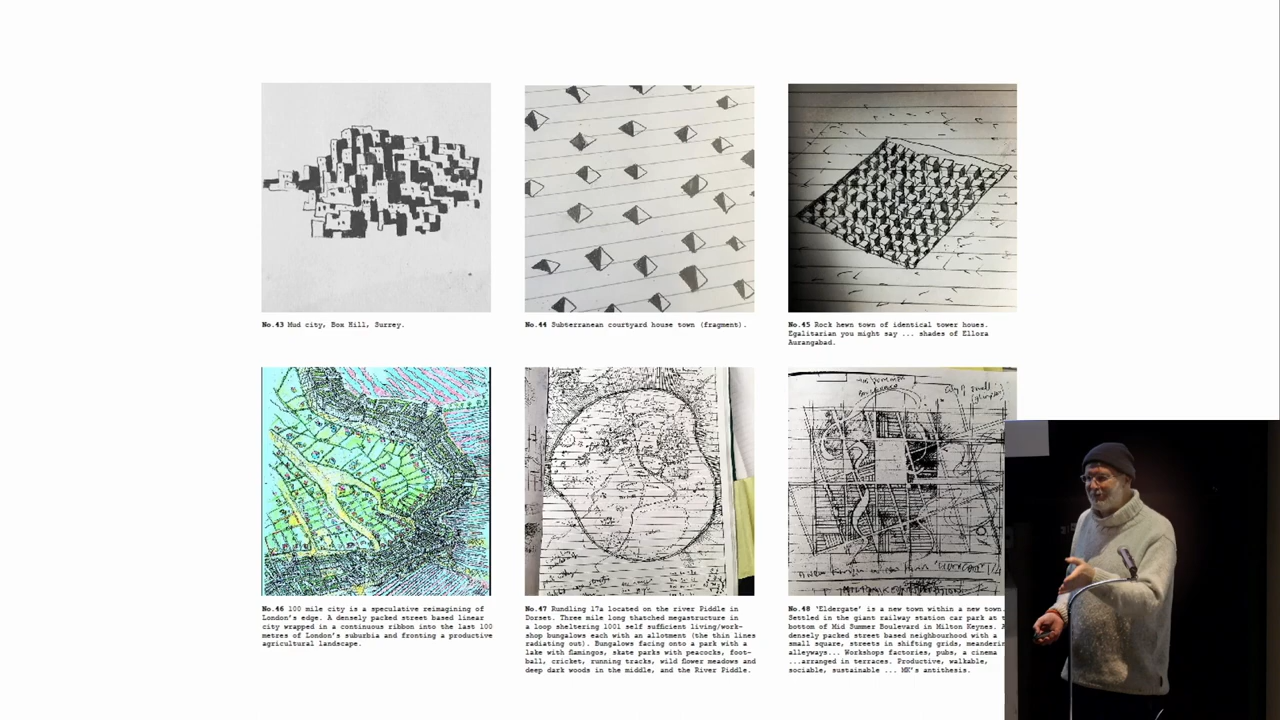 No.43 Mud city, Box Hill, Surrey.
No.44 Subterranean courtyard house town (fragment).
No.45 Rock hewn town of identical tower houes.
Egalitarian you might say ... shades of Ellora
Aurangabad.
No.46 100 mile city is a speculative reimagining of
London's edge. A densely packed street based linear
city wrapped in a continuous ribbon into the last 100
metres of London's suburbia and fronting a productive
agricultural landscape.
No.47 Rundling 17a located on the river Piddle in
Dorset. Three mile long thatched megastructure in
a loop sheltering 1001 self sufficient living/work-
shop bungalows each with an allotment (the thin lines
radiating out). Bungalows facing onto a park with a
lake with flamingos, skate parks with peacocks, foot-
ball, cricket, running tracks, wild flower meadows and
deep dark woods in the middle, and the River Piddle.
No.48 'Eldergate' is a new town within a new town.
Settled in the giant railway station car park at
bottom of Mid Summer Boulevard in Milton Keynes.
densely packed street based neighbourhood with a
small square, streets in shifting grids,
alleyways... Workshops factories, pubs, a cinema
...arranged in terraces. Productive, walkable,
sociable, sustainable ... MK's antithesis.